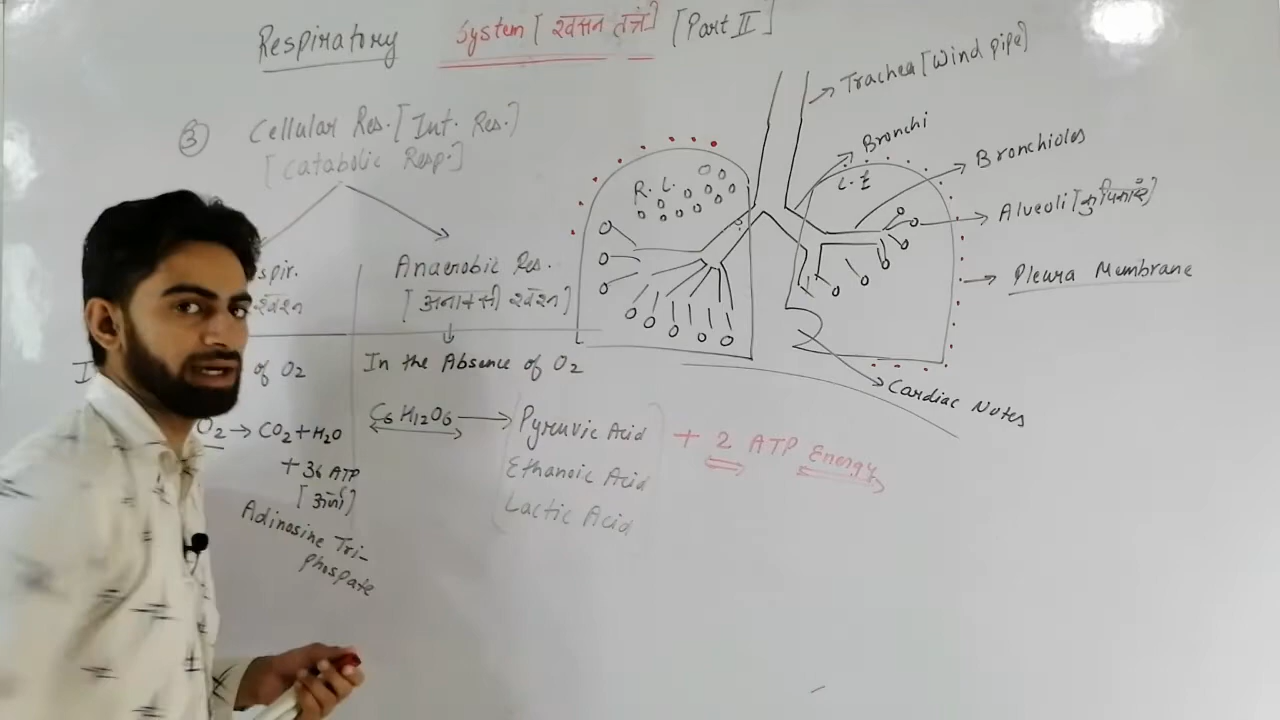 Respiratory System [ श्वसन तंत्र ] [Part II]
③ Cellular Res. [Int. Res.]
[Catabolic Resp.]
spir.
श्वसन
Anaerobic Res.
[अनाक्सी श्वसन]
of O2
In the Absence of O2
O2 → CO2 + H2O
+ 36 ATP
[ऊर्जा]
Adinosine Tri-
phospate
C6H12O6 → Pyruvic Acid
Ethanoic Acid
Lactic Acid
+ 2 ATP Energy
R. L.
L. L
Trachea [Wind pipe]
Bronchi
Bronchioles
Alveoli [कूपिकाएँ]
Pleura Membrane
Cardiac Notes